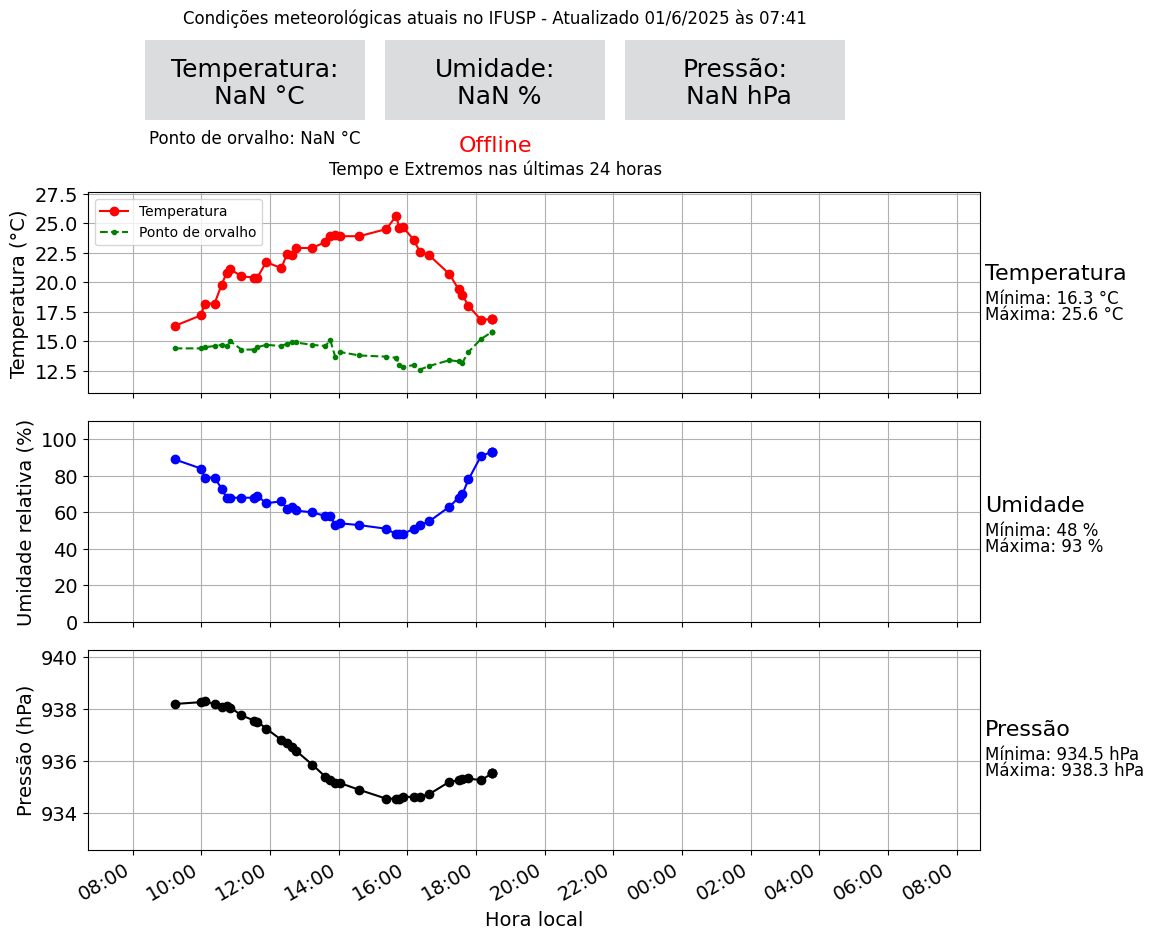 Condições meteorológicas atuais no IFUSP - Atualizado 01/6/2025 às 07:41
Temperatura:
NaN °C
Umidade:
NaN %
Pressão:
NaN hPa
Ponto de orvalho: NaN °C
Offline
Tempo e Extremos nas últimas 24 horas
Temperatura (°C)
27.5
25.0
22.5
20.0
17.5
15.0
12.5
Temperatura
Ponto de orvalho
Temperatura
Mínima: 16.3 °C
Máxima: 25.6 °C
Umidade relativa (%)
100
80
60
40
20
0
Umidade
Mínima: 48 %
Máxima: 93 %
Pressão (hPa)
940
938
936
934
Pressão
Mínima: 934.5 hPa
Máxima: 938.3 hPa
08:00 10:00 12:00 14:00 16:00 18:00 20:00 22:00 00:00 02:00 04:00 06:00 08:00
Hora local